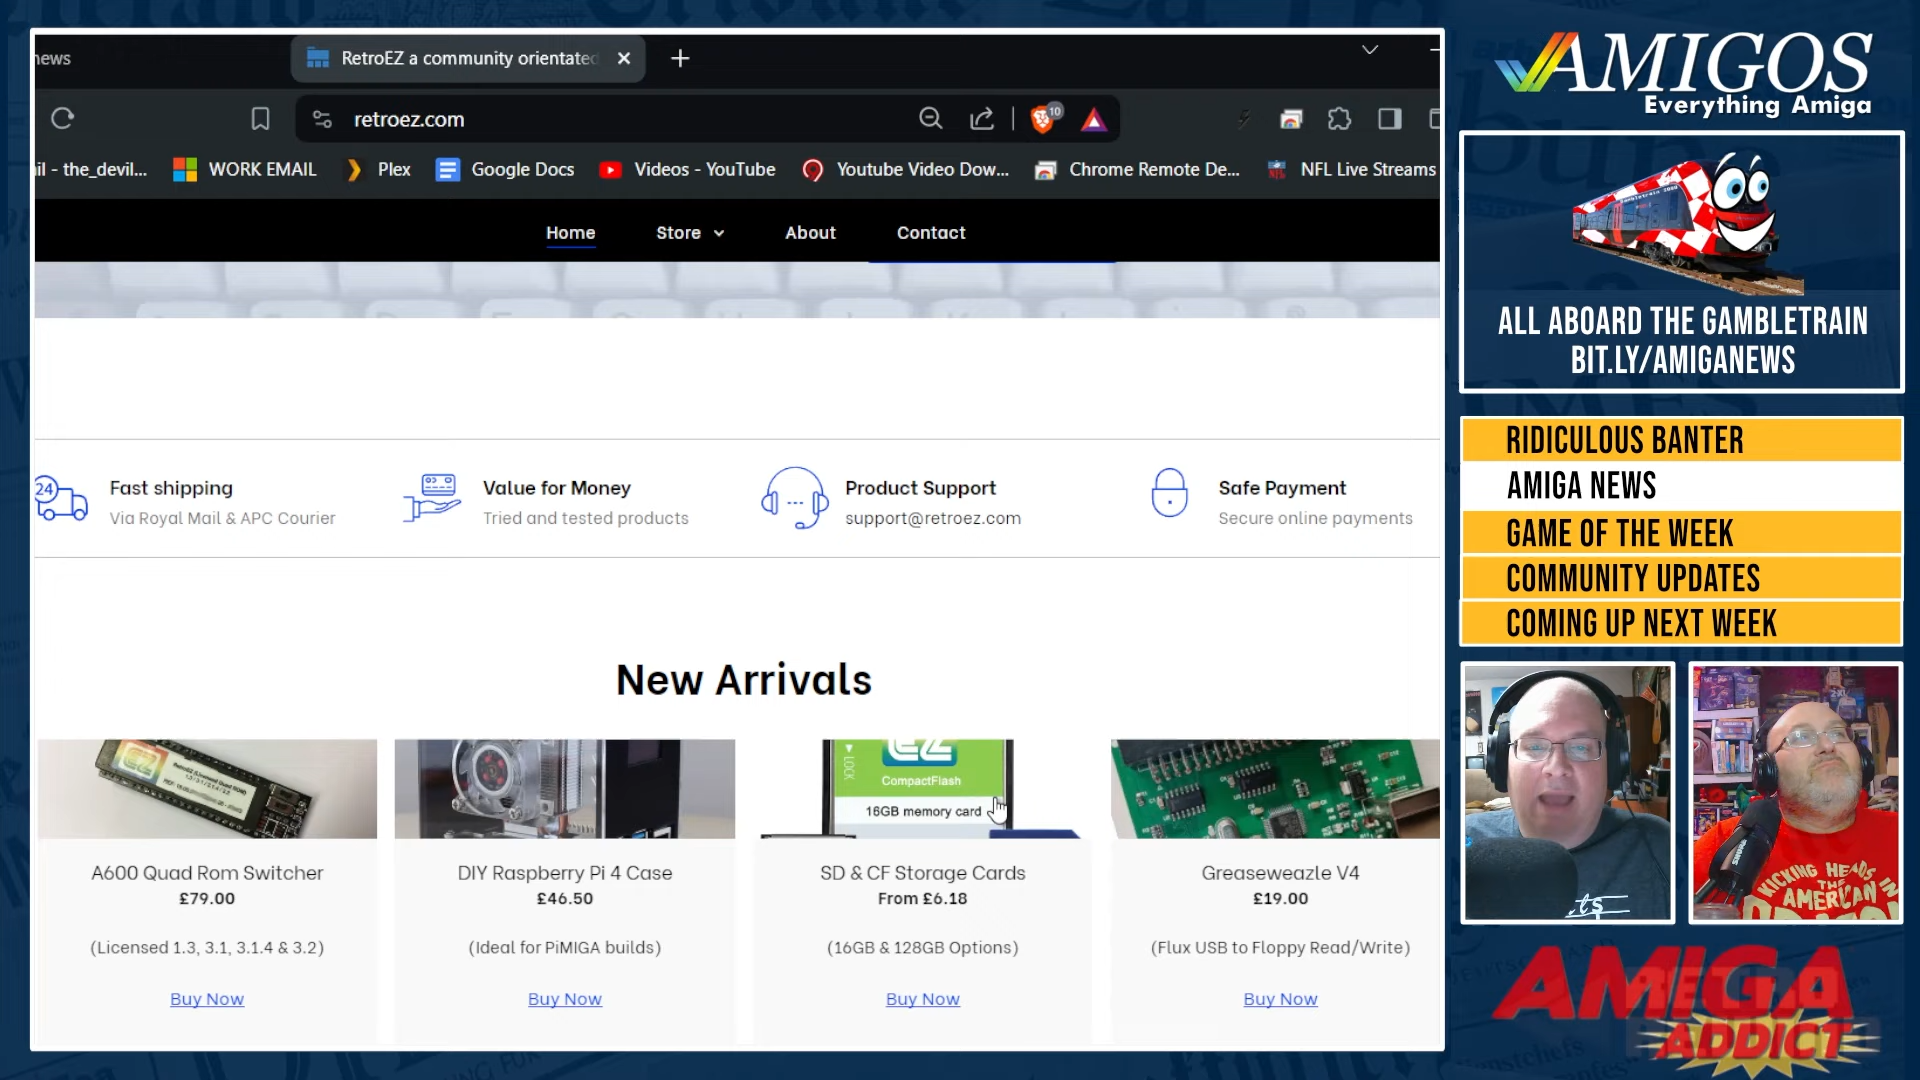 news
RetroEZ a community orientated
retroez.com
10
il - the_devil...
WORK EMAIL
Plex
Google Docs
Videos - YouTube
Youtube Video Dow...
Chrome Remote De...
NFL Live Streams
Home
Store
About
Contact
24
Fast shipping
Via Royal Mail & APC Courier
Value for Money
Tried and tested products
Product Support
support@retroez.com
Safe Payment
Secure online payments
New Arrivals
EZ
LOCK
CompactFlash
16GB memory card
A600 Quad Rom Switcher
£79.00
(Licensed 1.3, 3.1, 3.1.4 & 3.2)
Buy Now
DIY Raspberry Pi 4 Case
£46.50
(Ideal for PiMIGA builds)
Buy Now
SD & CF Storage Cards
From £6.18
(16GB & 128GB Options)
Buy Now
Greaseweazle V4
£19.00
(Flux USB to Floppy Read/Write)
Buy Now
AMIGOS
Everything Amiga
ALL ABOARD THE GAMBLETRAIN
BIT.LY/AMIGANEWS
RIDICULOUS BANTER
AMIGA NEWS
GAME OF THE WEEK
COMMUNITY UPDATES
COMING UP NEXT WEEK
SHURE
KICKING HEADS IN
THE
AMERICAN
AMIGA
ADDICT